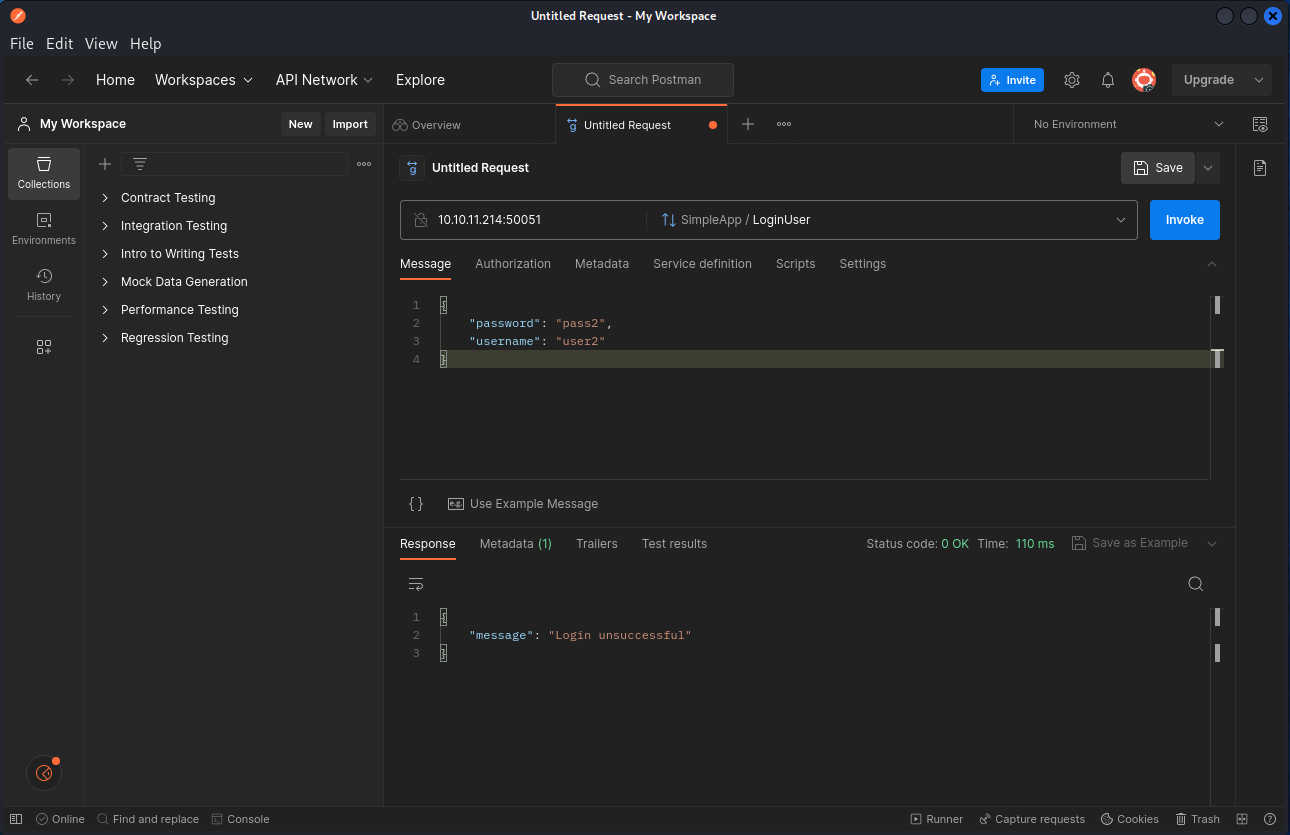 Untitled Request - My Workspace
File Edit View Help
Home Workspaces API Network Explore Search Postman Invite Upgrade
My Workspace New Import Overview Untitled Request No Environment
Collections
Environments
History
Contract Testing
Integration Testing
Intro to Writing Tests
Mock Data Generation
Performance Testing
Regression Testing
Untitled Request Save
10.10.11.214:50051 SimpleApp / LoginUser Invoke
Message Authorization Metadata Service definition Scripts Settings
1 {
2 "password": "pass2",
3 "username": "user2"
4 }
{} e.g. Use Example Message
Response Metadata (1) Trailers Test results Status code: 0 OK Time: 110 ms Save as Example
1 {
2 "message": "Login unsuccessful"
3 }
Online Find and replace Console Runner Capture requests Cookies Trash